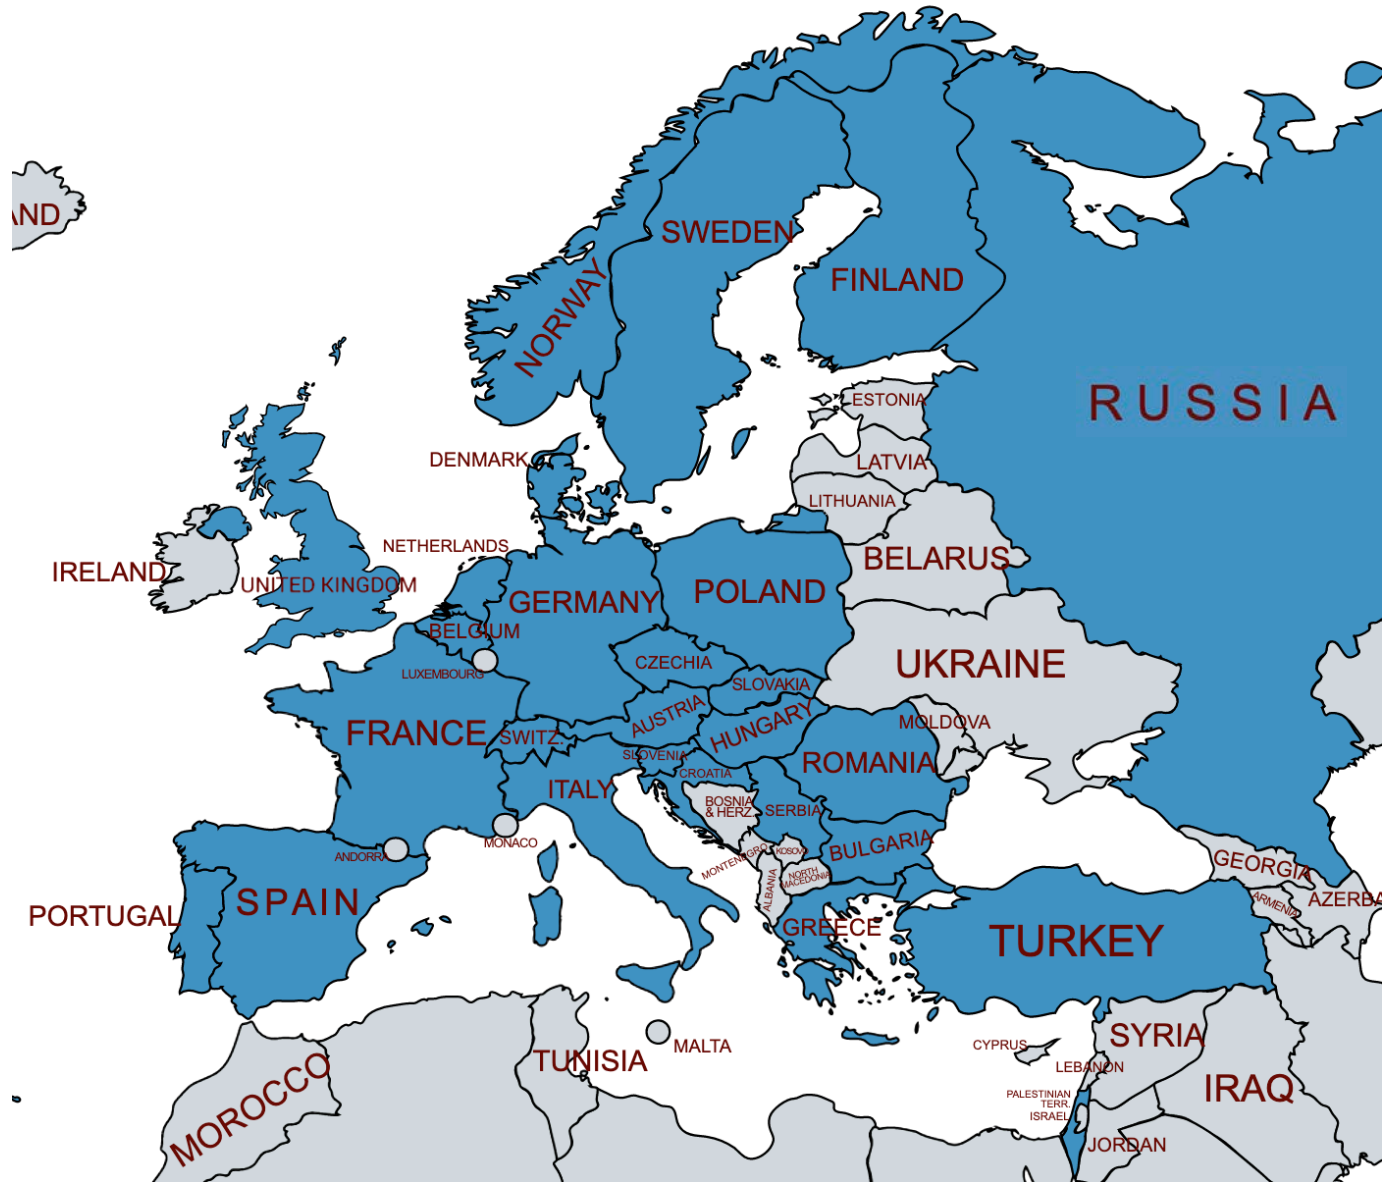 AND
SWEDEN
FINLAND
NORWAY
RUSSIA
ESTONIA
DENMARK
LATVIA
LITHUANIA
NETHERLANDS
BELARUS
IRELAND
UNITED KINGDOM
GERMANY
POLAND
BELGIUM
CZECHIA
UKRAINE
LUXEMBOURG
SLOVAKIA
AUSTRIA
HUNGARY
MOLDOVA
FRANCE
SWITZ.
SLOVENIA
ROMANIA
CROATIA
ITALY
BOSNIA
& HERZ.
SERBIA
MONACO
BULGARIA
ANDORRA
MONTENEGRO
KOSOVO
GEORGIA
NORTH
MACEDONIA
ALBANIA
SPAIN
PORTUGAL
GREECE
ARMENIA
AZERBA
TURKEY
SYRIA
CYPRUS
MALTA
TUNISIA
LEBANON
IRAQ
MOROCCO
PALESTINIAN
TERR.
ISRAEL
JORDAN